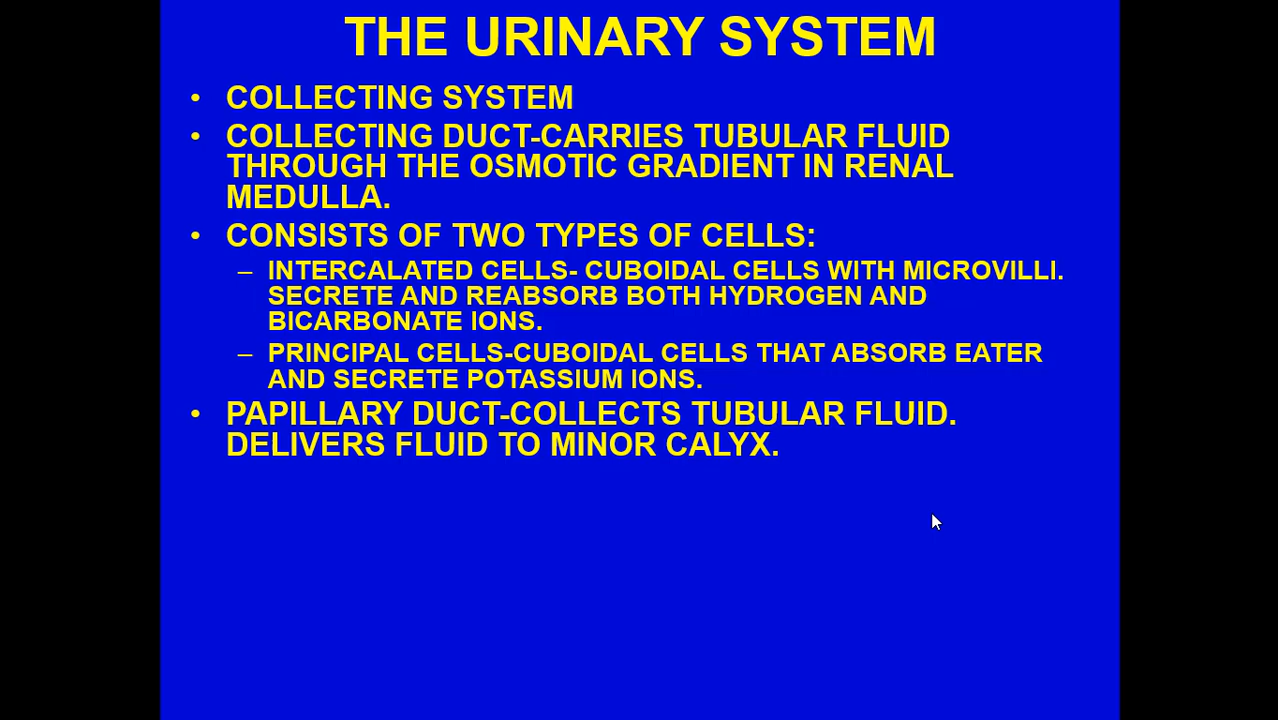 THE URINARY SYSTEM
• COLLECTING SYSTEM
• COLLECTING DUCT-CARRIES TUBULAR FLUID
THROUGH THE OSMOTIC GRADIENT IN RENAL
MEDULLA.
• CONSISTS OF TWO TYPES OF CELLS:
– INTERCALATED CELLS- CUBOIDAL CELLS WITH MICROVILLI.
SECRETE AND REABSORB BOTH HYDROGEN AND
BICARBONATE IONS.
– PRINCIPAL CELLS-CUBOIDAL CELLS THAT ABSORB EATER
AND SECRETE POTASSIUM IONS.
• PAPILLARY DUCT-COLLECTS TUBULAR FLUID.
DELIVERS FLUID TO MINOR CALYX.